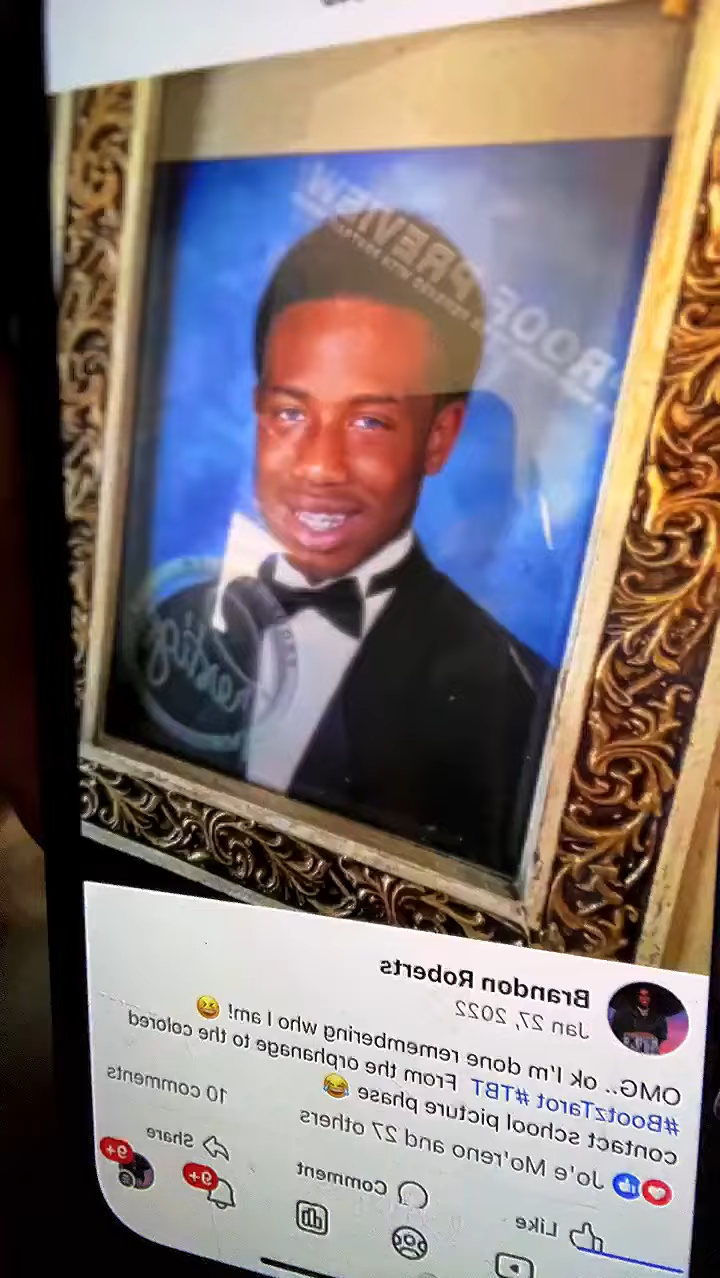 PROOF PREVIEW
Prestige
Brandon Roberts
Jan 27, 2022
OMG.. ok I'm done remembering who I am! 😆
#BootzTarot #TBT From the orphanage to the colored
contact school picture phase 😂
Jo'e Mo'reno and 27 others
10 comments
Like
Comment
Share
9+
9+